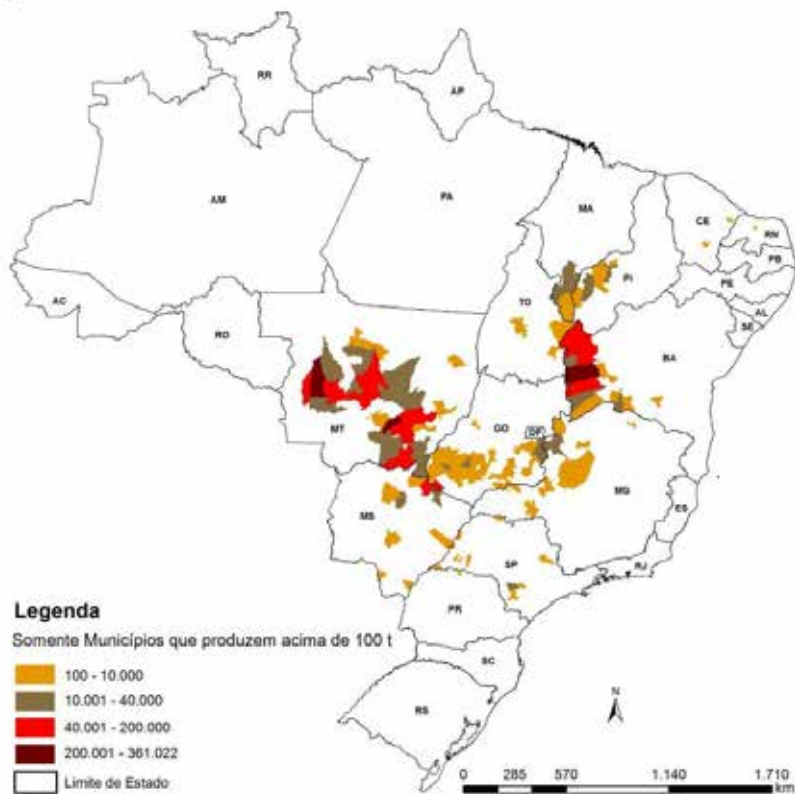 RR
AP
AM
PA
MA
CE
RN
PB
PE
AL
SE
PI
TO
AC
RO
BA
MT
GO
DF
MG
ES
MS
SP
RJ
PR
SC
RS
Legenda
Somente Municípios que produzem acima de 100 t
100 - 10.000
10.001 - 40.000
40.001 - 200.000
200.001 - 361.022
Limite de Estado
N
0 285 570 1.140 1.710
km